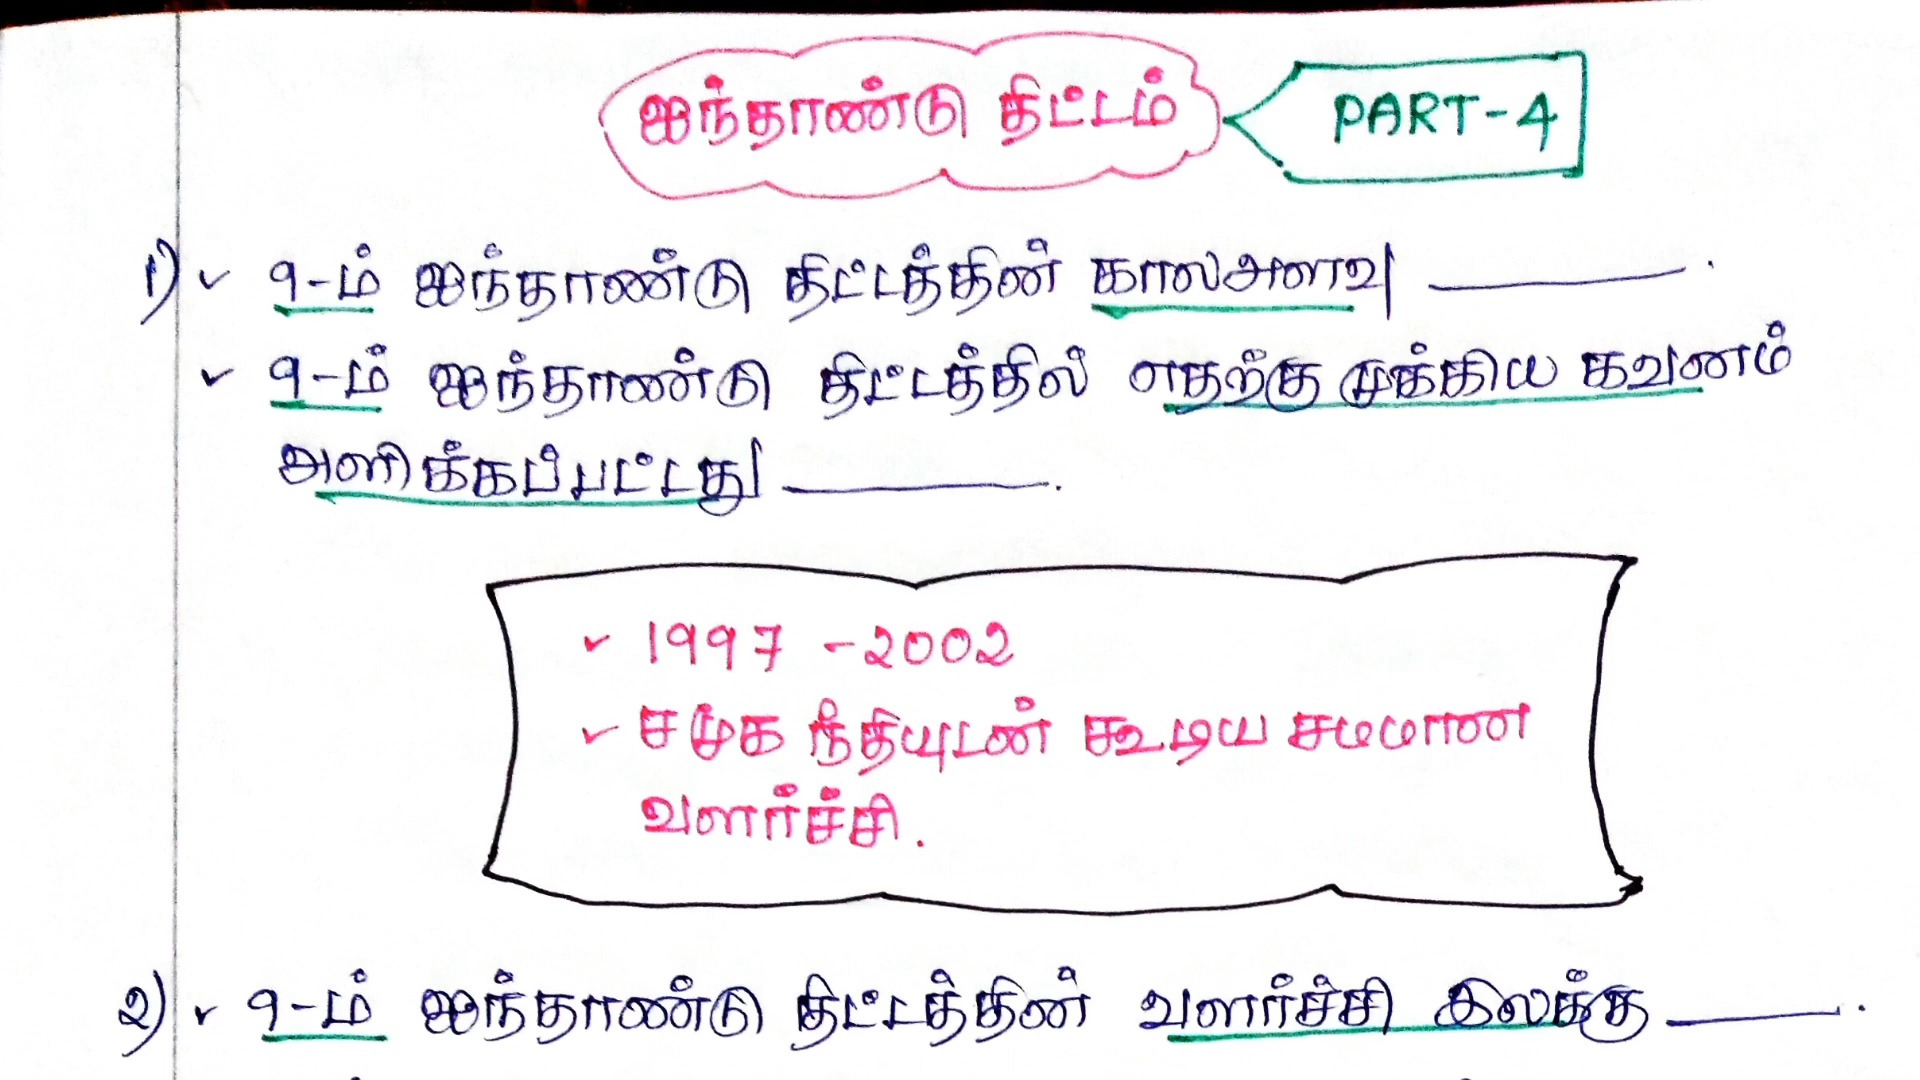 ஐந்தாண்டு திட்டம் PART-4
1) ✓ 9-ம் ஐந்தாண்டு திட்டத்தின் காலஅளவு ______.
✓ 9-ம் ஐந்தாண்டு திட்டத்தில் எதற்கு முக்கிய கவனம்
அளிக்கப்பட்டது ______.
✓ 1997 -2002
✓ சமூக நீதியுடன் கூடிய சமமான
வளர்ச்சி.
2) ✓ 9-ம் ஐந்தாண்டு திட்டத்தின் வளர்ச்சி இலக்கு ______.